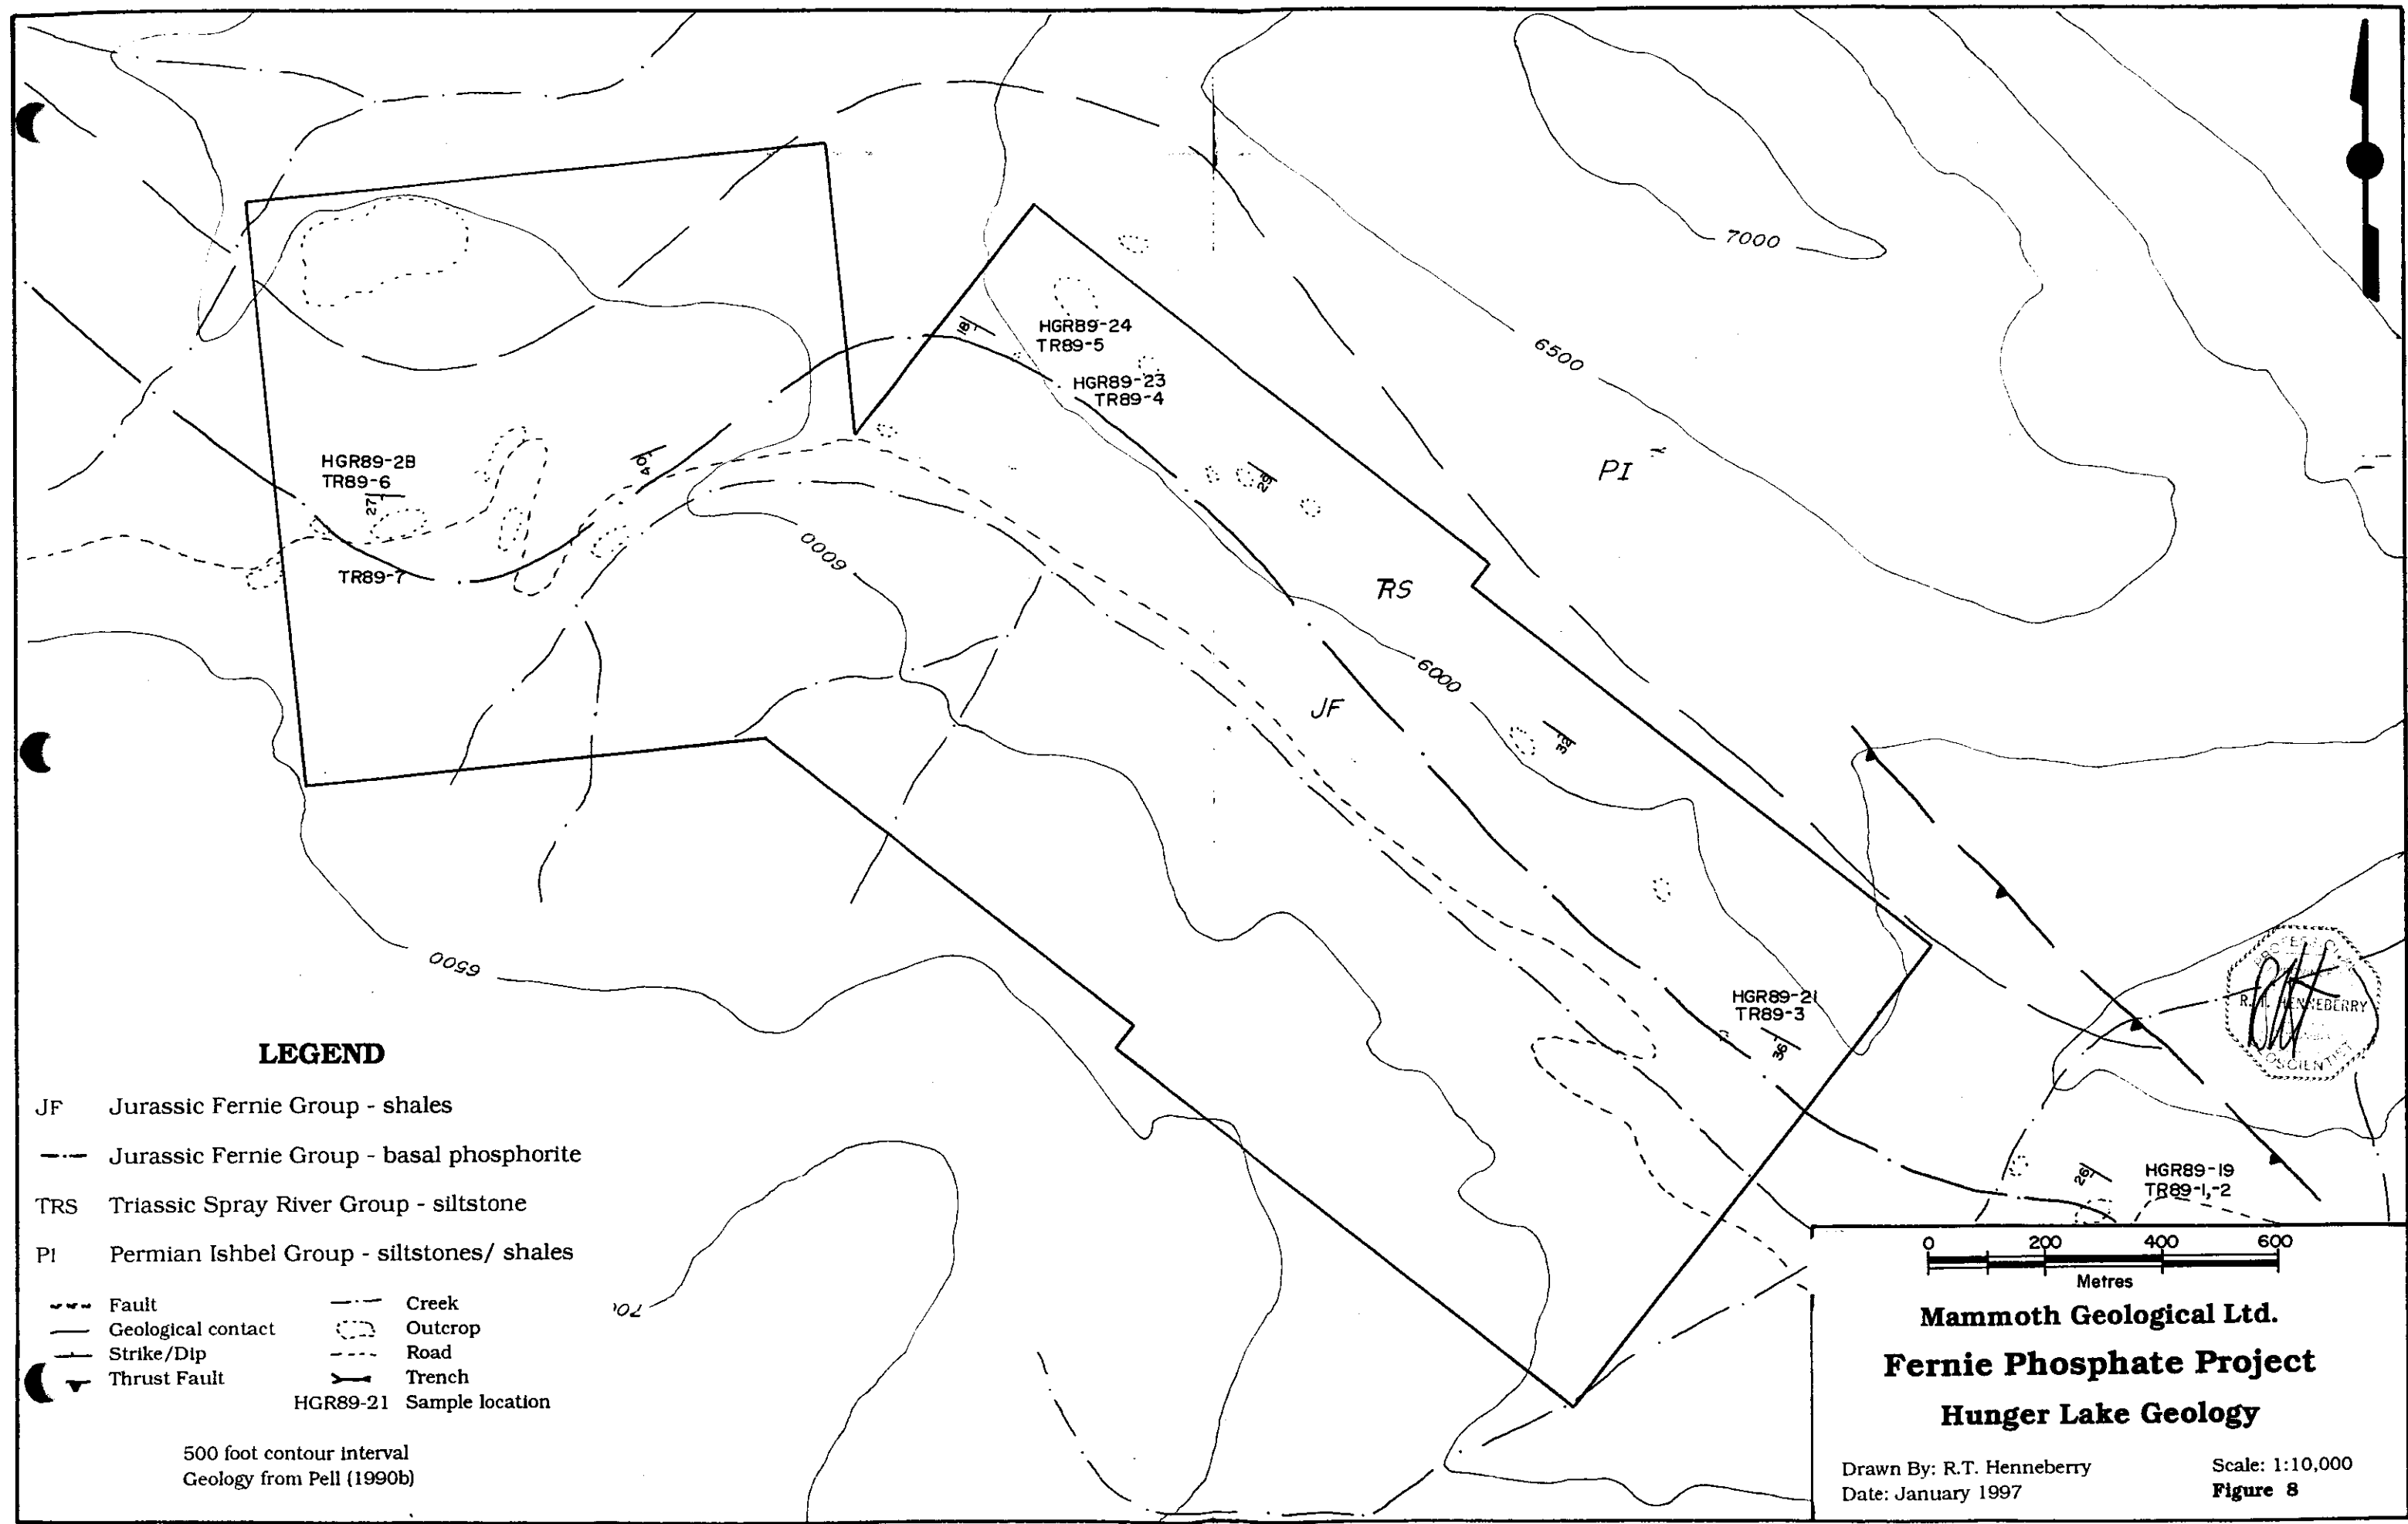 7000
6500
PI
HGR89-24
TR89-5
HGR89-23
TR89-4
18
29
HGR89-2B
TR89-6
27
40
TR89-7
6000
TRS
6000
JF
32
6500
HGR89-21
TR89-3
36
R.T. HENNEBERRY
26
HGR89-19
TR89-1,-2
LEGEND
JF Jurassic Fernie Group - shales
Jurassic Fernie Group - basal phosphorite
TRS Triassic Spray River Group - siltstone
PI Permian Ishbel Group - siltstones/ shales
Fault
Geological contact
Strike/Dip
Thrust Fault
Creek
Outcrop
Road
Trench
HGR89-21 Sample location
500 foot contour interval
Geology from Pell (1990b)
0 200 400 600
Metres
Mammoth Geological Ltd.
Fernie Phosphate Project
Hunger Lake Geology
Drawn By: R.T. Henneberry
Date: January 1997
Scale: 1:10,000
Figure 8